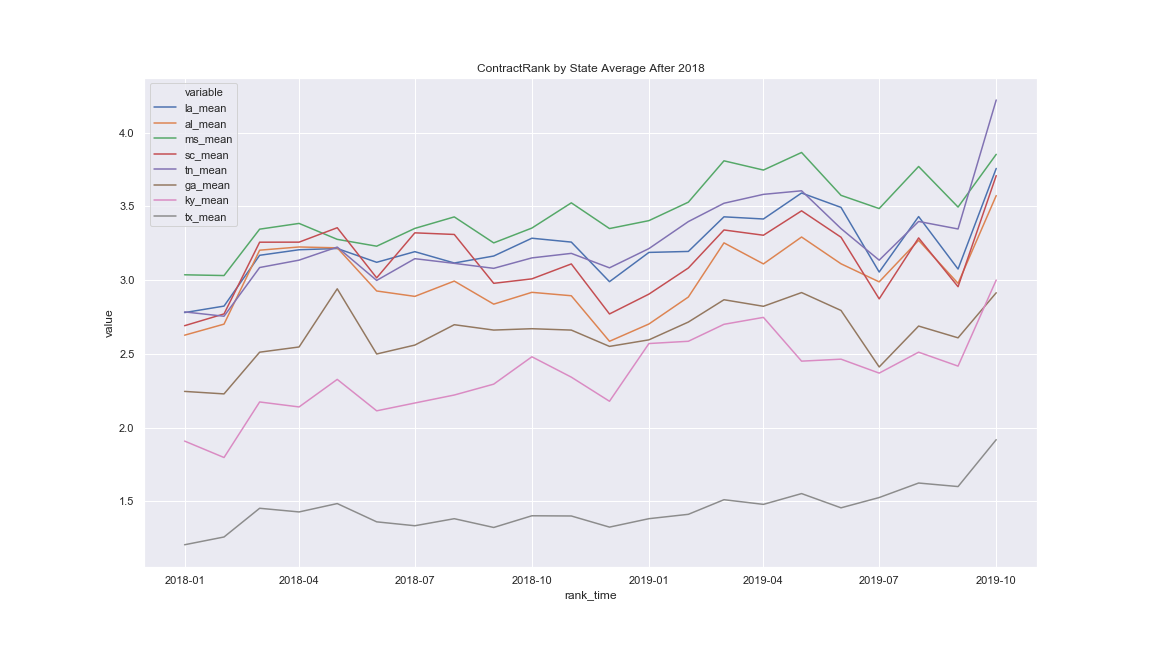 ContractRank by State Average After 2018
variable
la_mean
al_mean
ms_mean
sc_mean
tn_mean
ga_mean
ky_mean
tx_mean
4.0
3.5
3.0
2.5
2.0
1.5
value
2018-01 2018-04 2018-07 2018-10 2019-01 2019-04 2019-07 2019-10
rank_time